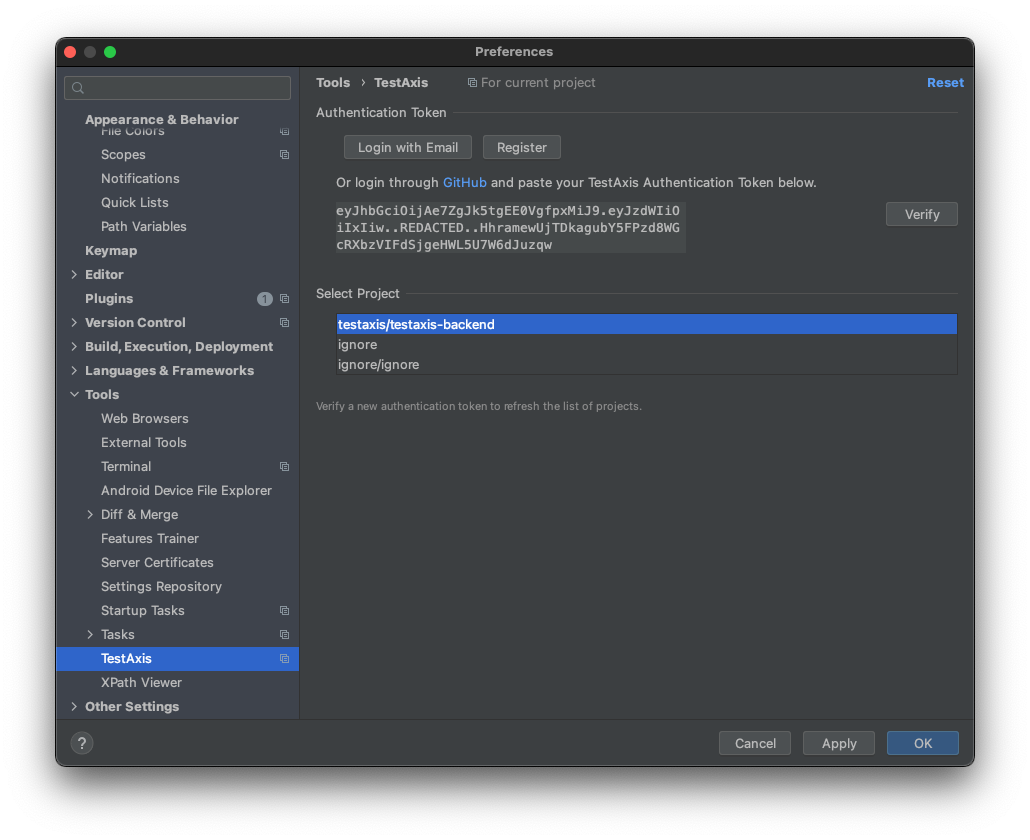 Preferences
Appearance & Behavior
File Colors
Scopes
Notifications
Quick Lists
Path Variables
Keymap
Editor
Plugins 1
Version Control
Build, Execution, Deployment
Languages & Frameworks
Tools
Web Browsers
External Tools
Terminal
Android Device File Explorer
Diff & Merge
Features Trainer
Server Certificates
Settings Repository
Startup Tasks
Tasks
TestAxis
XPath Viewer
Other Settings
Tools › TestAxis For current project Reset
Authentication Token
Login with Email Register
Or login through GitHub and paste your TestAxis Authentication Token below.
eyJhbGciOijAe7ZgJk5tgEE0VgfpxMiJ9.eyJzdWIiO
iIxIiw..REDACTED..HhramewUjTDkagubY5FPzd8WG
cRXbzVIFdSjgeHWL5U7W6dJuzqw
Verify
Select Project
testaxis/testaxis-backend
ignore
ignore/ignore
Verify a new authentication token to refresh the list of projects.
? Cancel Apply OK